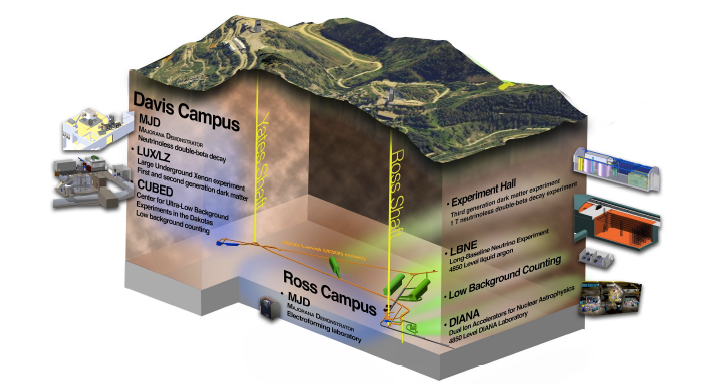 Davis Campus
MJD
MAJORANA DEMONSTRATOR
Neutrinoless double-beta decay
• LUX/LZ
Large Underground Xenon experiment
First and second generation dark matter
CUBED
Center for Ultra-Low Background
Experiments in the Dakotas
Low background counting
Yates Shaft
Ross Shaft
Ross Campus
• MJD
MAJORANA DEMONSTRATOR
Electroforming laboratory
• Experiment Hall
Third generation dark matter experiment
1 T neutrinoless double-beta decay experiment
• LBNE
Long-Baseline Neutrino Experiment
4850 Level liquid argon
• Low Background Counting
• DIANA
Dual Ion Accelerators for Nuclear Astrophysics
4850 Level DIANA Laboratory